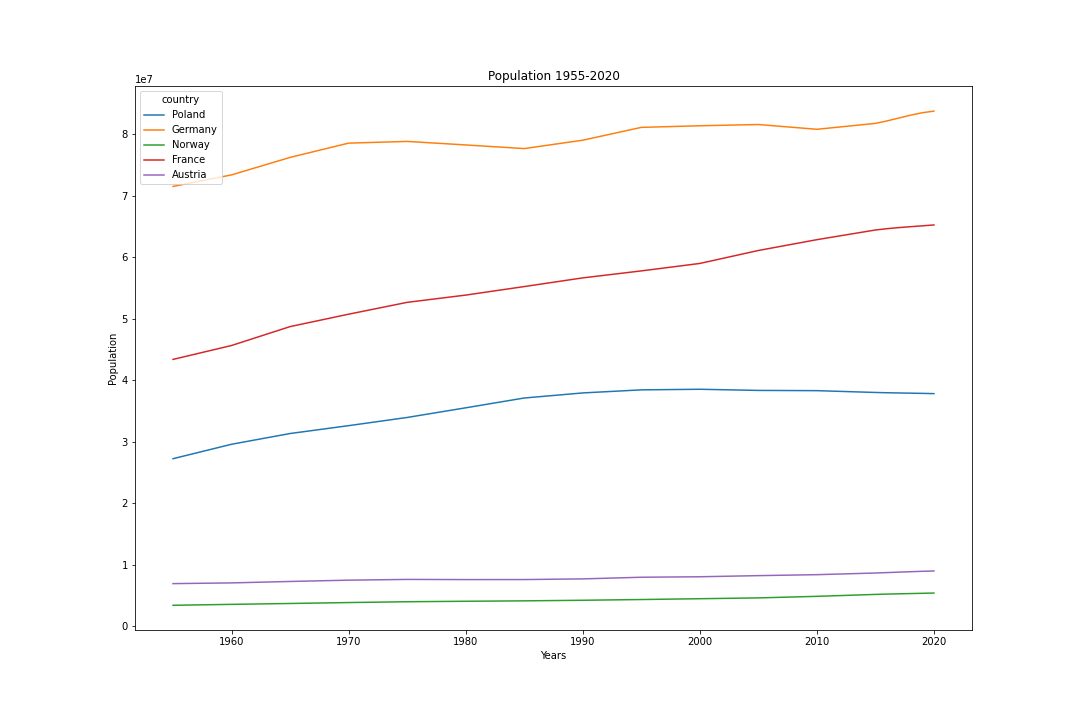 Population 1955-2020
1e7
country
Poland
Germany
Norway
France
Austria
8
7
6
5
4
3
2
1
0
Population
1960 1970 1980 1990 2000 2010 2020
Years